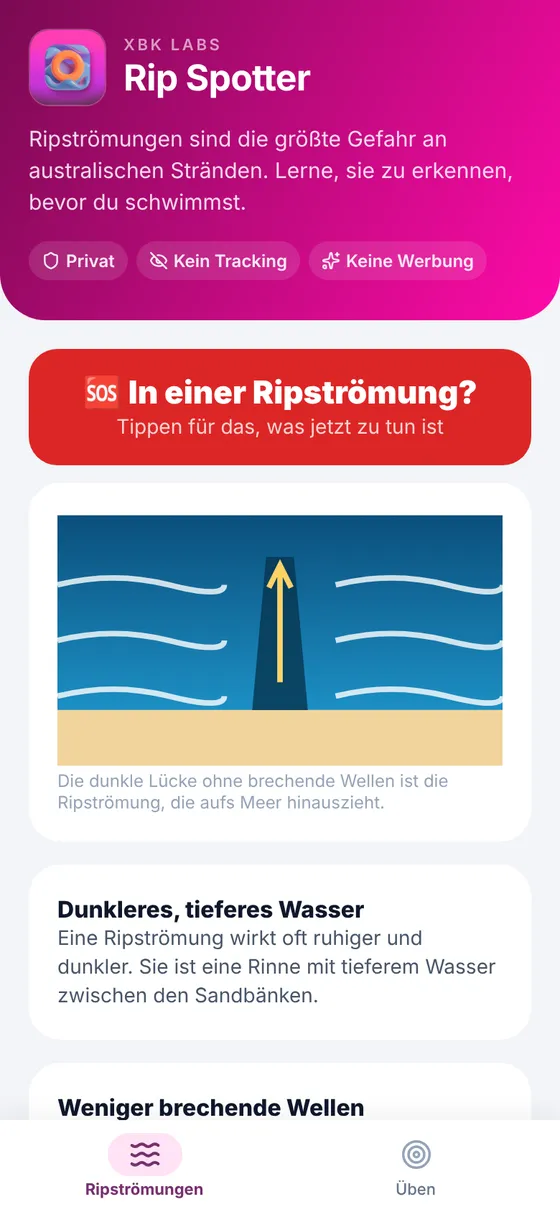 XBK LABS
Rip Spotter
Ripströmungen sind die größte Gefahr an
australischen Stränden. Lerne, sie zu erkennen,
bevor du schwimmst.
Privat
Kein Tracking
Keine Werbung
🆘 In einer Ripströmung?
Tippen für das, was jetzt zu tun ist
Die dunkle Lücke ohne brechende Wellen ist die
Ripströmung, die aufs Meer hinauszieht.
Dunkleres, tieferes Wasser
Eine Ripströmung wirkt oft ruhiger und
dunkler. Sie ist eine Rinne mit tieferem Wasser
zwischen den Sandbänken.
Weniger brechende Wellen
Ripströmungen
Üben